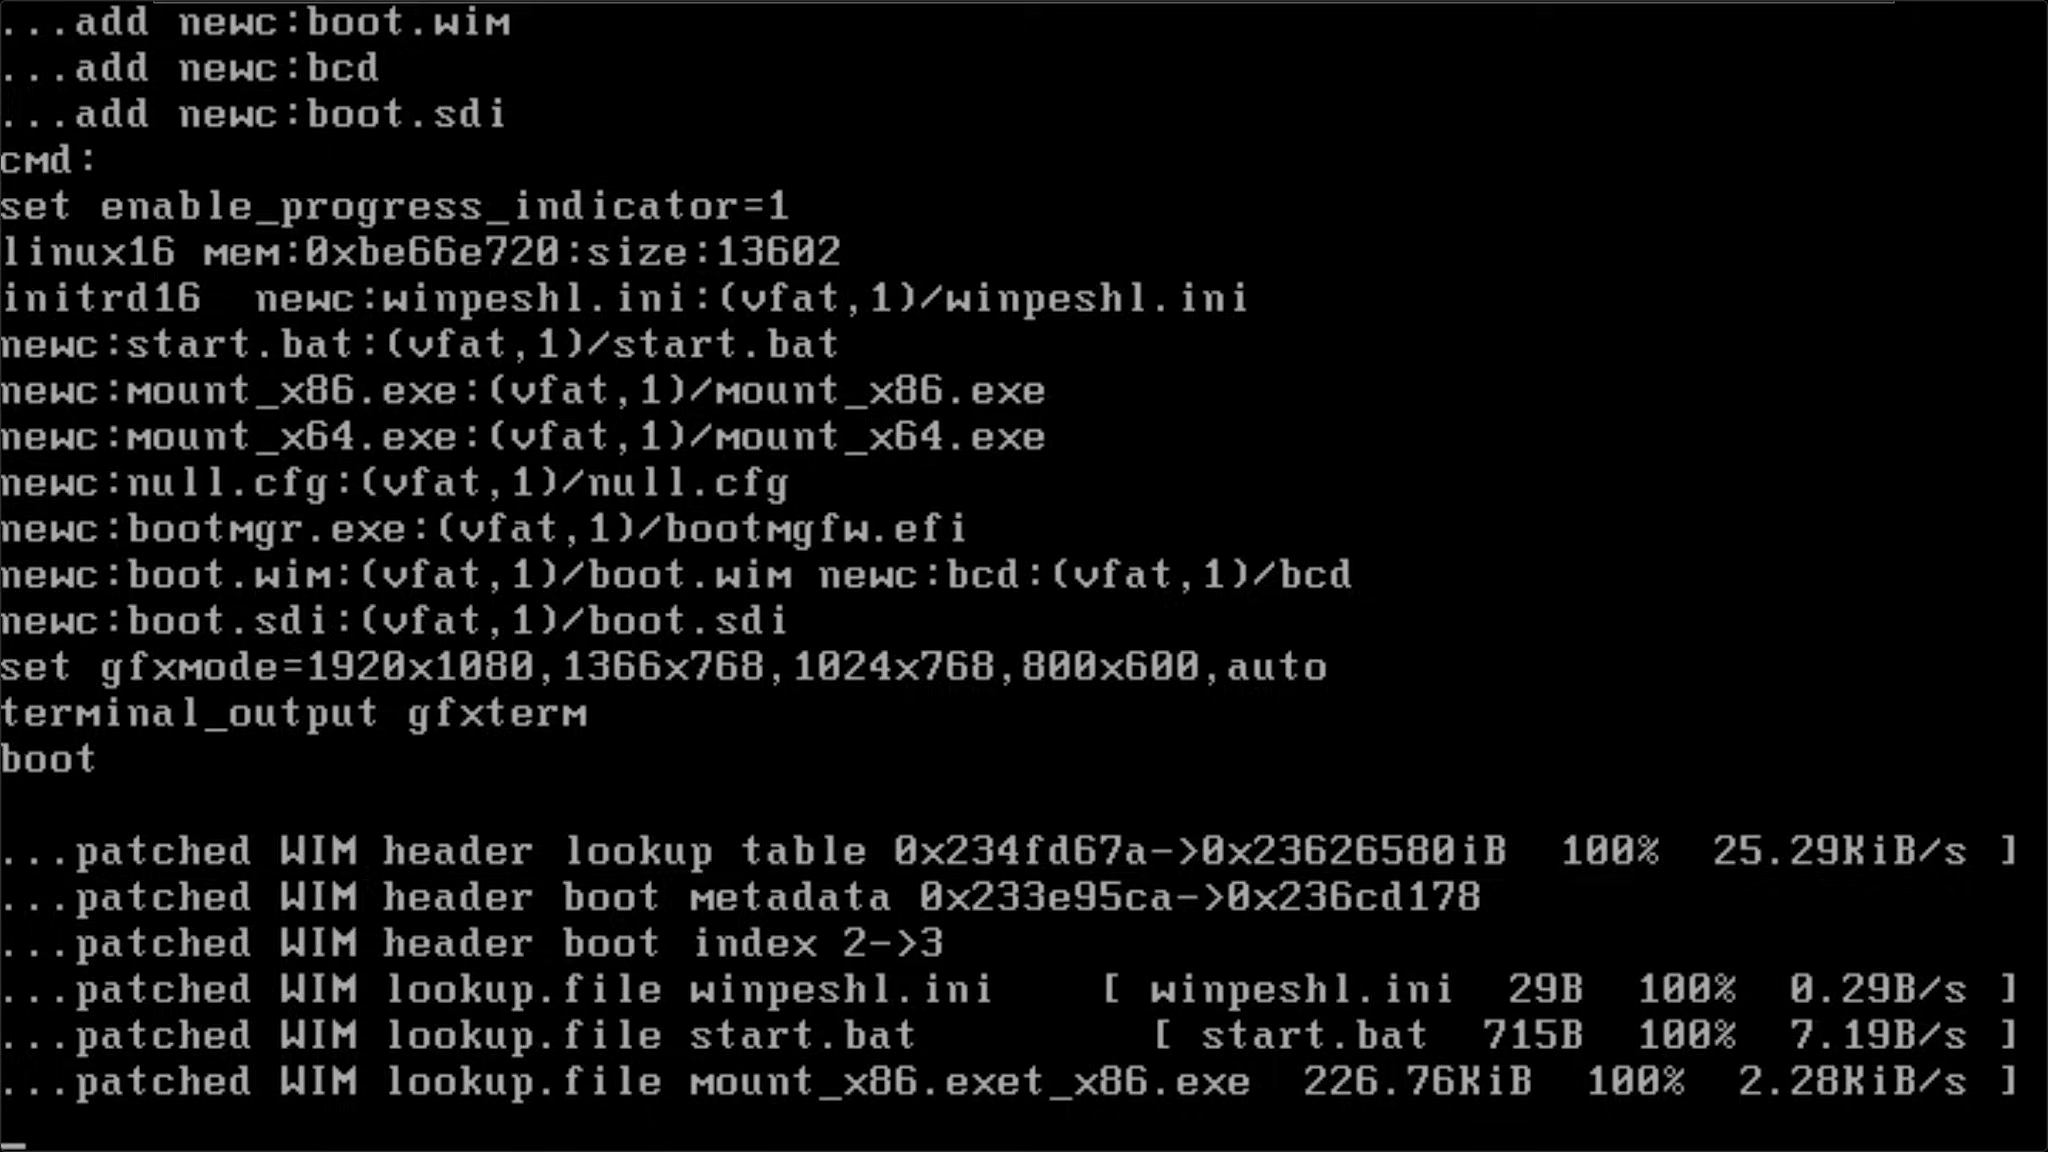 ...add newc:boot.wim
...add newc:bcd
...add newc:boot.sdi
cmd:
set enable_progress_indicator=1
linux16 mem:0xbe66e720:size:13602
initrd16  newc:winpeshl.ini:(vfat,1)/winpeshl.ini
newc:start.bat:(vfat,1)/start.bat
newc:mount_x86.exe:(vfat,1)/mount_x86.exe
newc:mount_x64.exe:(vfat,1)/mount_x64.exe
newc:null.cfg:(vfat,1)/null.cfg
newc:bootmgr.exe:(vfat,1)/bootmgfw.efi
newc:boot.wim:(vfat,1)/boot.wim newc:bcd:(vfat,1)/bcd
newc:boot.sdi:(vfat,1)/boot.sdi
set gfxmode=1920x1080,1366x768,1024x768,800x600,auto
terminal_output gfxterm
boot
...patched WIM header lookup table 0x234fd67a->0x23626580iB  100%  25.29KiB/s ]
...patched WIM header boot metadata 0x233e95ca->0x236cd178
...patched WIM header boot index 2->3
...patched WIM lookup.file winpeshl.ini    [ winpeshl.ini  29B  100%  0.29B/s ]
...patched WIM lookup.file start.bat         [ start.bat  715B  100%  7.19B/s ]
...patched WIM lookup.file mount_x86.exet_x86.exe  226.76KiB  100%  2.28KiB/s ]